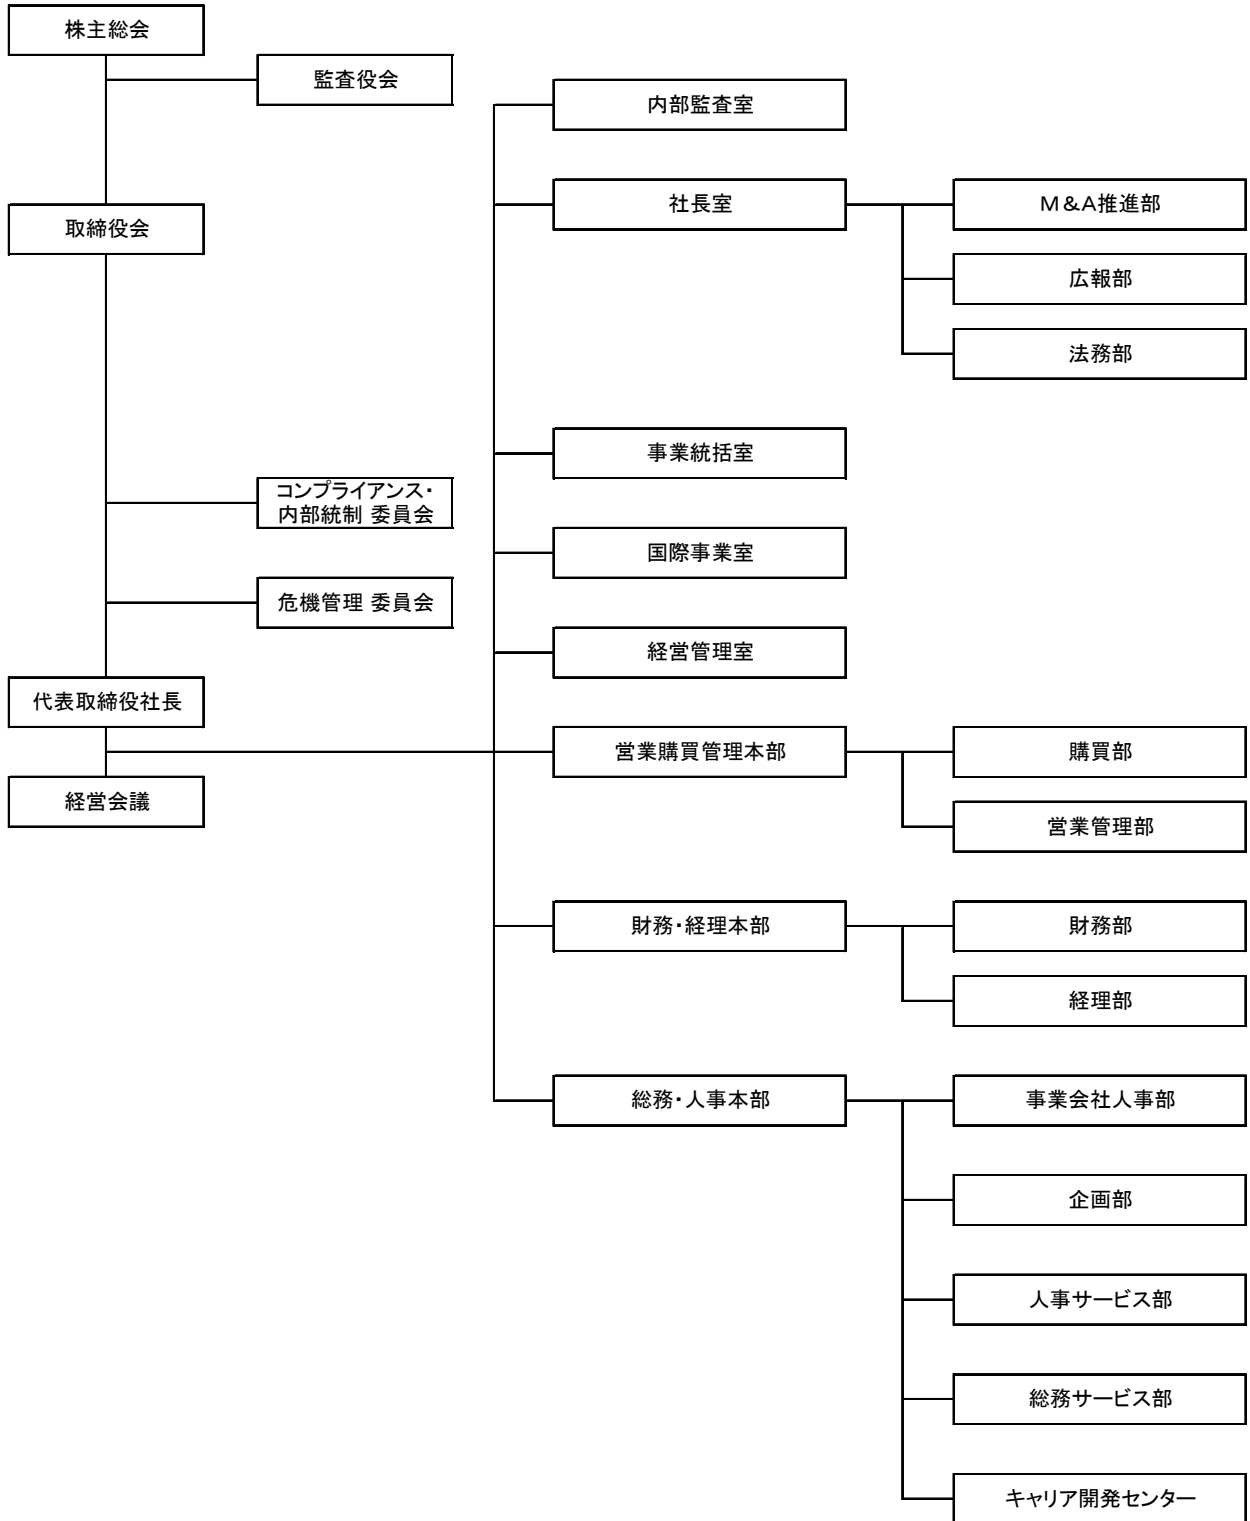 株主総会
監査役会
内部監査室
社長室
M&A推進部
取締役会
広報部
法務部
事業統括室
コンプライアンス・
内部統制 委員会
国際事業室
危機管理 委員会
経営管理室
代表取締役社長
営業購買管理本部
購買部
経営会議
営業管理部
財務・経理本部
財務部
経理部
総務・人事本部
事業会社人事部
企画部
人事サービス部
総務サービス部
キャリア開発センター